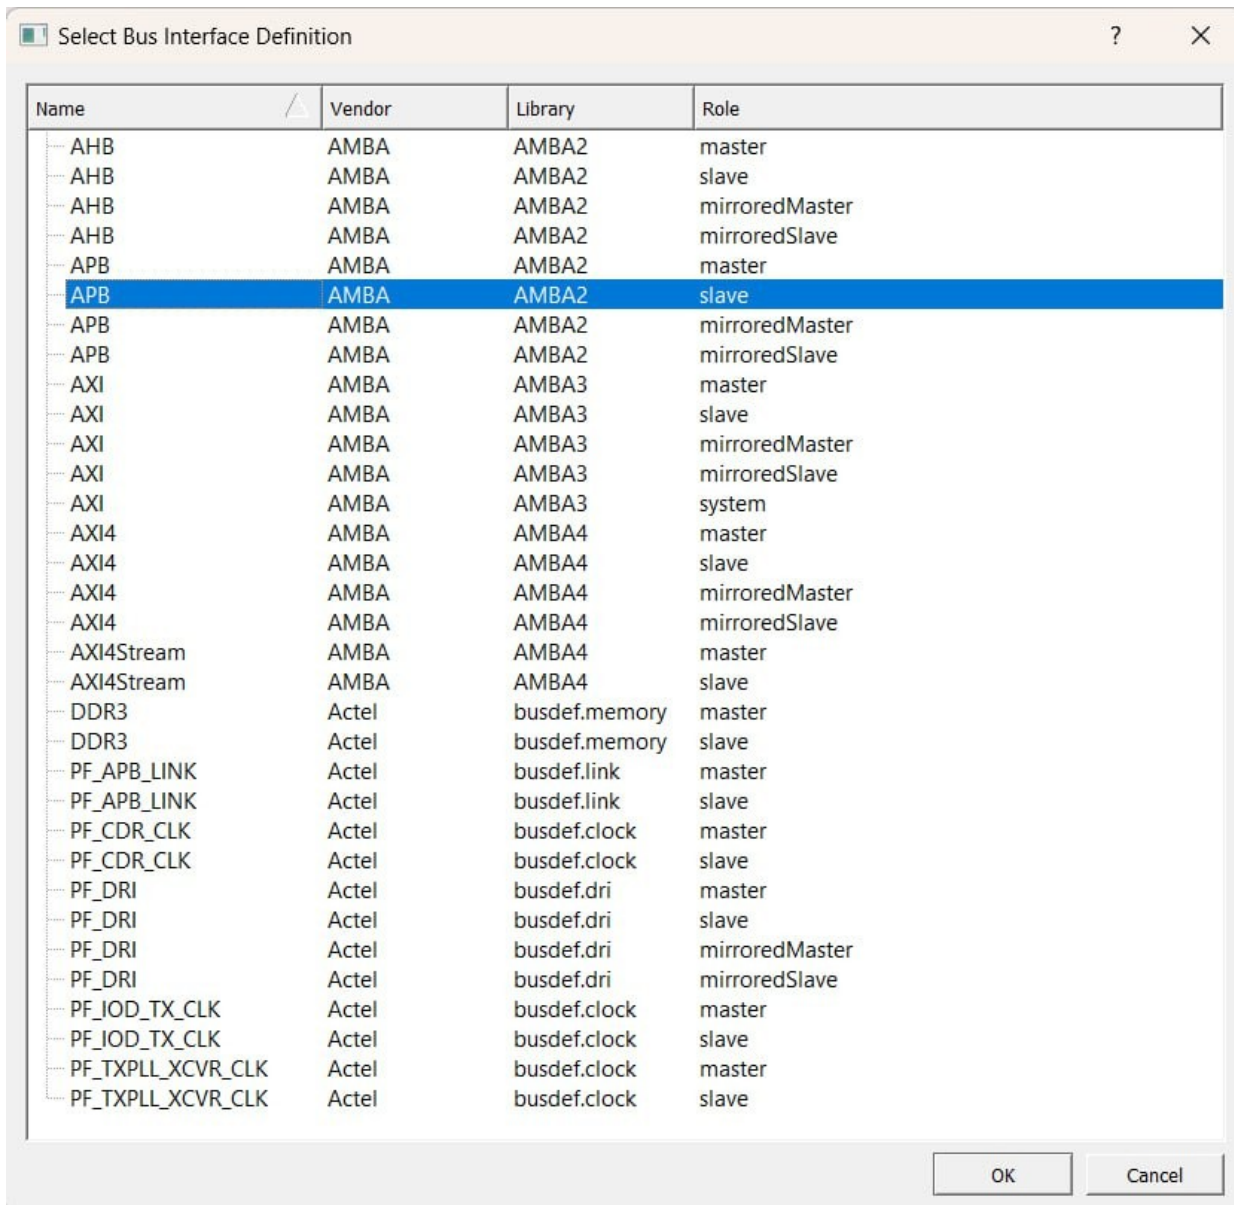 Select Bus Interface Definition ? ×
Name Vendor Library Role
AHB AMBA AMBA2 master
AHB AMBA AMBA2 slave
AHB AMBA AMBA2 mirroredMaster
AHB AMBA AMBA2 mirroredSlave
APB AMBA AMBA2 master
APB AMBA AMBA2 slave
APB AMBA AMBA2 mirroredMaster
APB AMBA AMBA2 mirroredSlave
AXI AMBA AMBA3 master
AXI AMBA AMBA3 slave
AXI AMBA AMBA3 mirroredMaster
AXI AMBA AMBA3 mirroredSlave
AXI AMBA AMBA3 system
AXI4 AMBA AMBA4 master
AXI4 AMBA AMBA4 slave
AXI4 AMBA AMBA4 mirroredMaster
AXI4 AMBA AMBA4 mirroredSlave
AXI4Stream AMBA AMBA4 master
AXI4Stream AMBA AMBA4 slave
DDR3 Actel busdef.memory master
DDR3 Actel busdef.memory slave
PF_APB_LINK Actel busdef.link master
PF_APB_LINK Actel busdef.link slave
PF_CDR_CLK Actel busdef.clock master
PF_CDR_CLK Actel busdef.clock slave
PF_DRI Actel busdef.dri master
PF_DRI Actel busdef.dri slave
PF_DRI Actel busdef.dri mirroredMaster
PF_DRI Actel busdef.dri mirroredSlave
PF_IOD_TX_CLK Actel busdef.clock master
PF_IOD_TX_CLK Actel busdef.clock slave
PF_TXPLL_XCVR_CLK Actel busdef.clock master
PF_TXPLL_XCVR_CLK Actel busdef.clock slave
OK Cancel